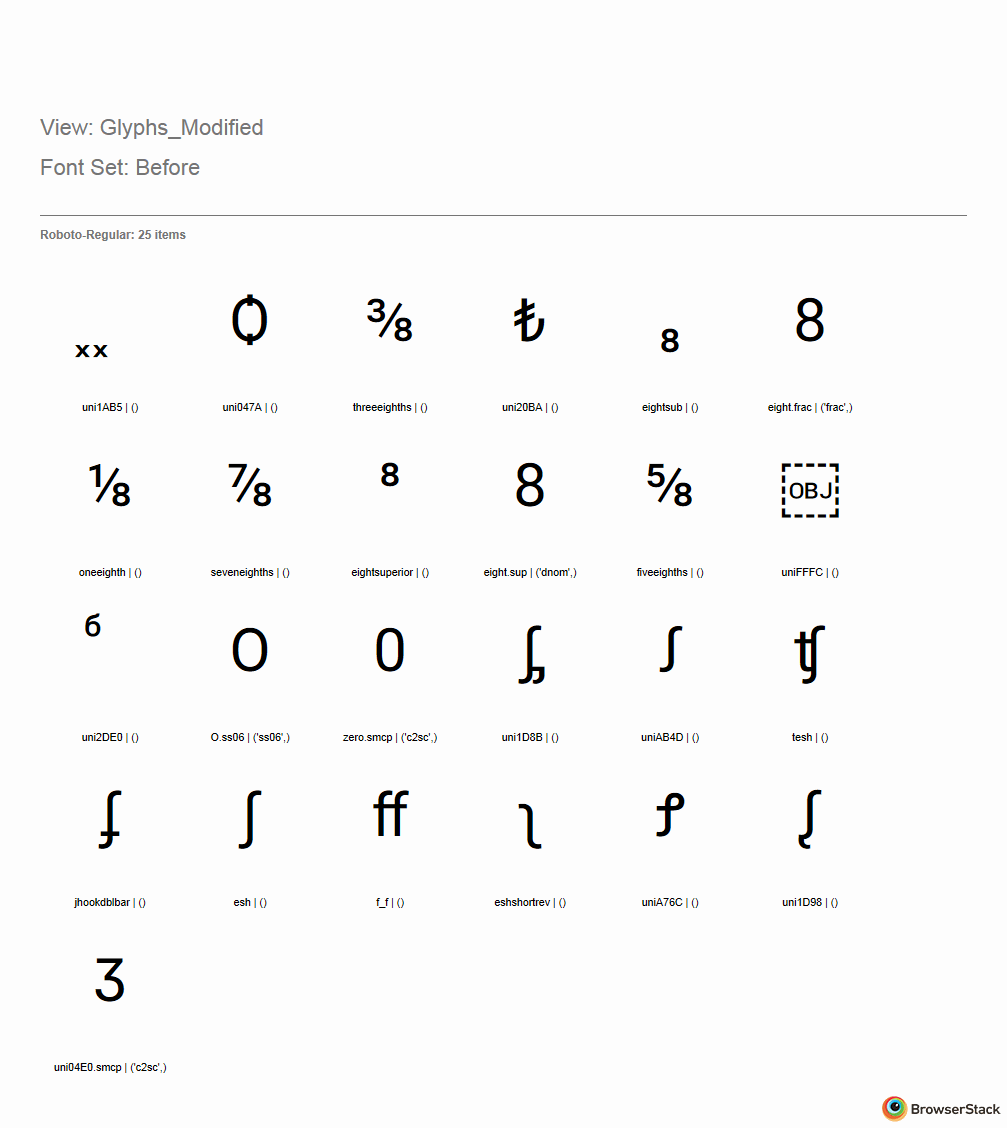 View: Glyphs_Modified
Font Set: Before
Roboto-Regular: 25 items
ₓₓ Ѻ ⅜ ₺ ₈ 8
uni1AB5 | () uni047A | () threeeighths | () uni20BA | () eightsub | () eight.frac | ('frac',)
⅛ ⅞ ⁸ 8 ⅝ OBJ
oneeighth | () seveneighths | () eightsuperior | () eight.sup | ('dnom',) fiveeighths | () uniFFFC | ()
ⷠ O 0 ᶋ ꭍ ʧ
uni2DE0 | () O.ss06 | ('ss06',) zero.smcp | ('c2sc',) uni1D8B | () uniAB4D | () tesh | ()
ʄ ʃ ff ʅ Ꝭ ᶘ
jhookdblbar | () esh | () f_f | () eshshortrev | () uniA76C | () uni1D98 | ()
Ӡ
uni04E0.smcp | ('c2sc',)
BrowserStack